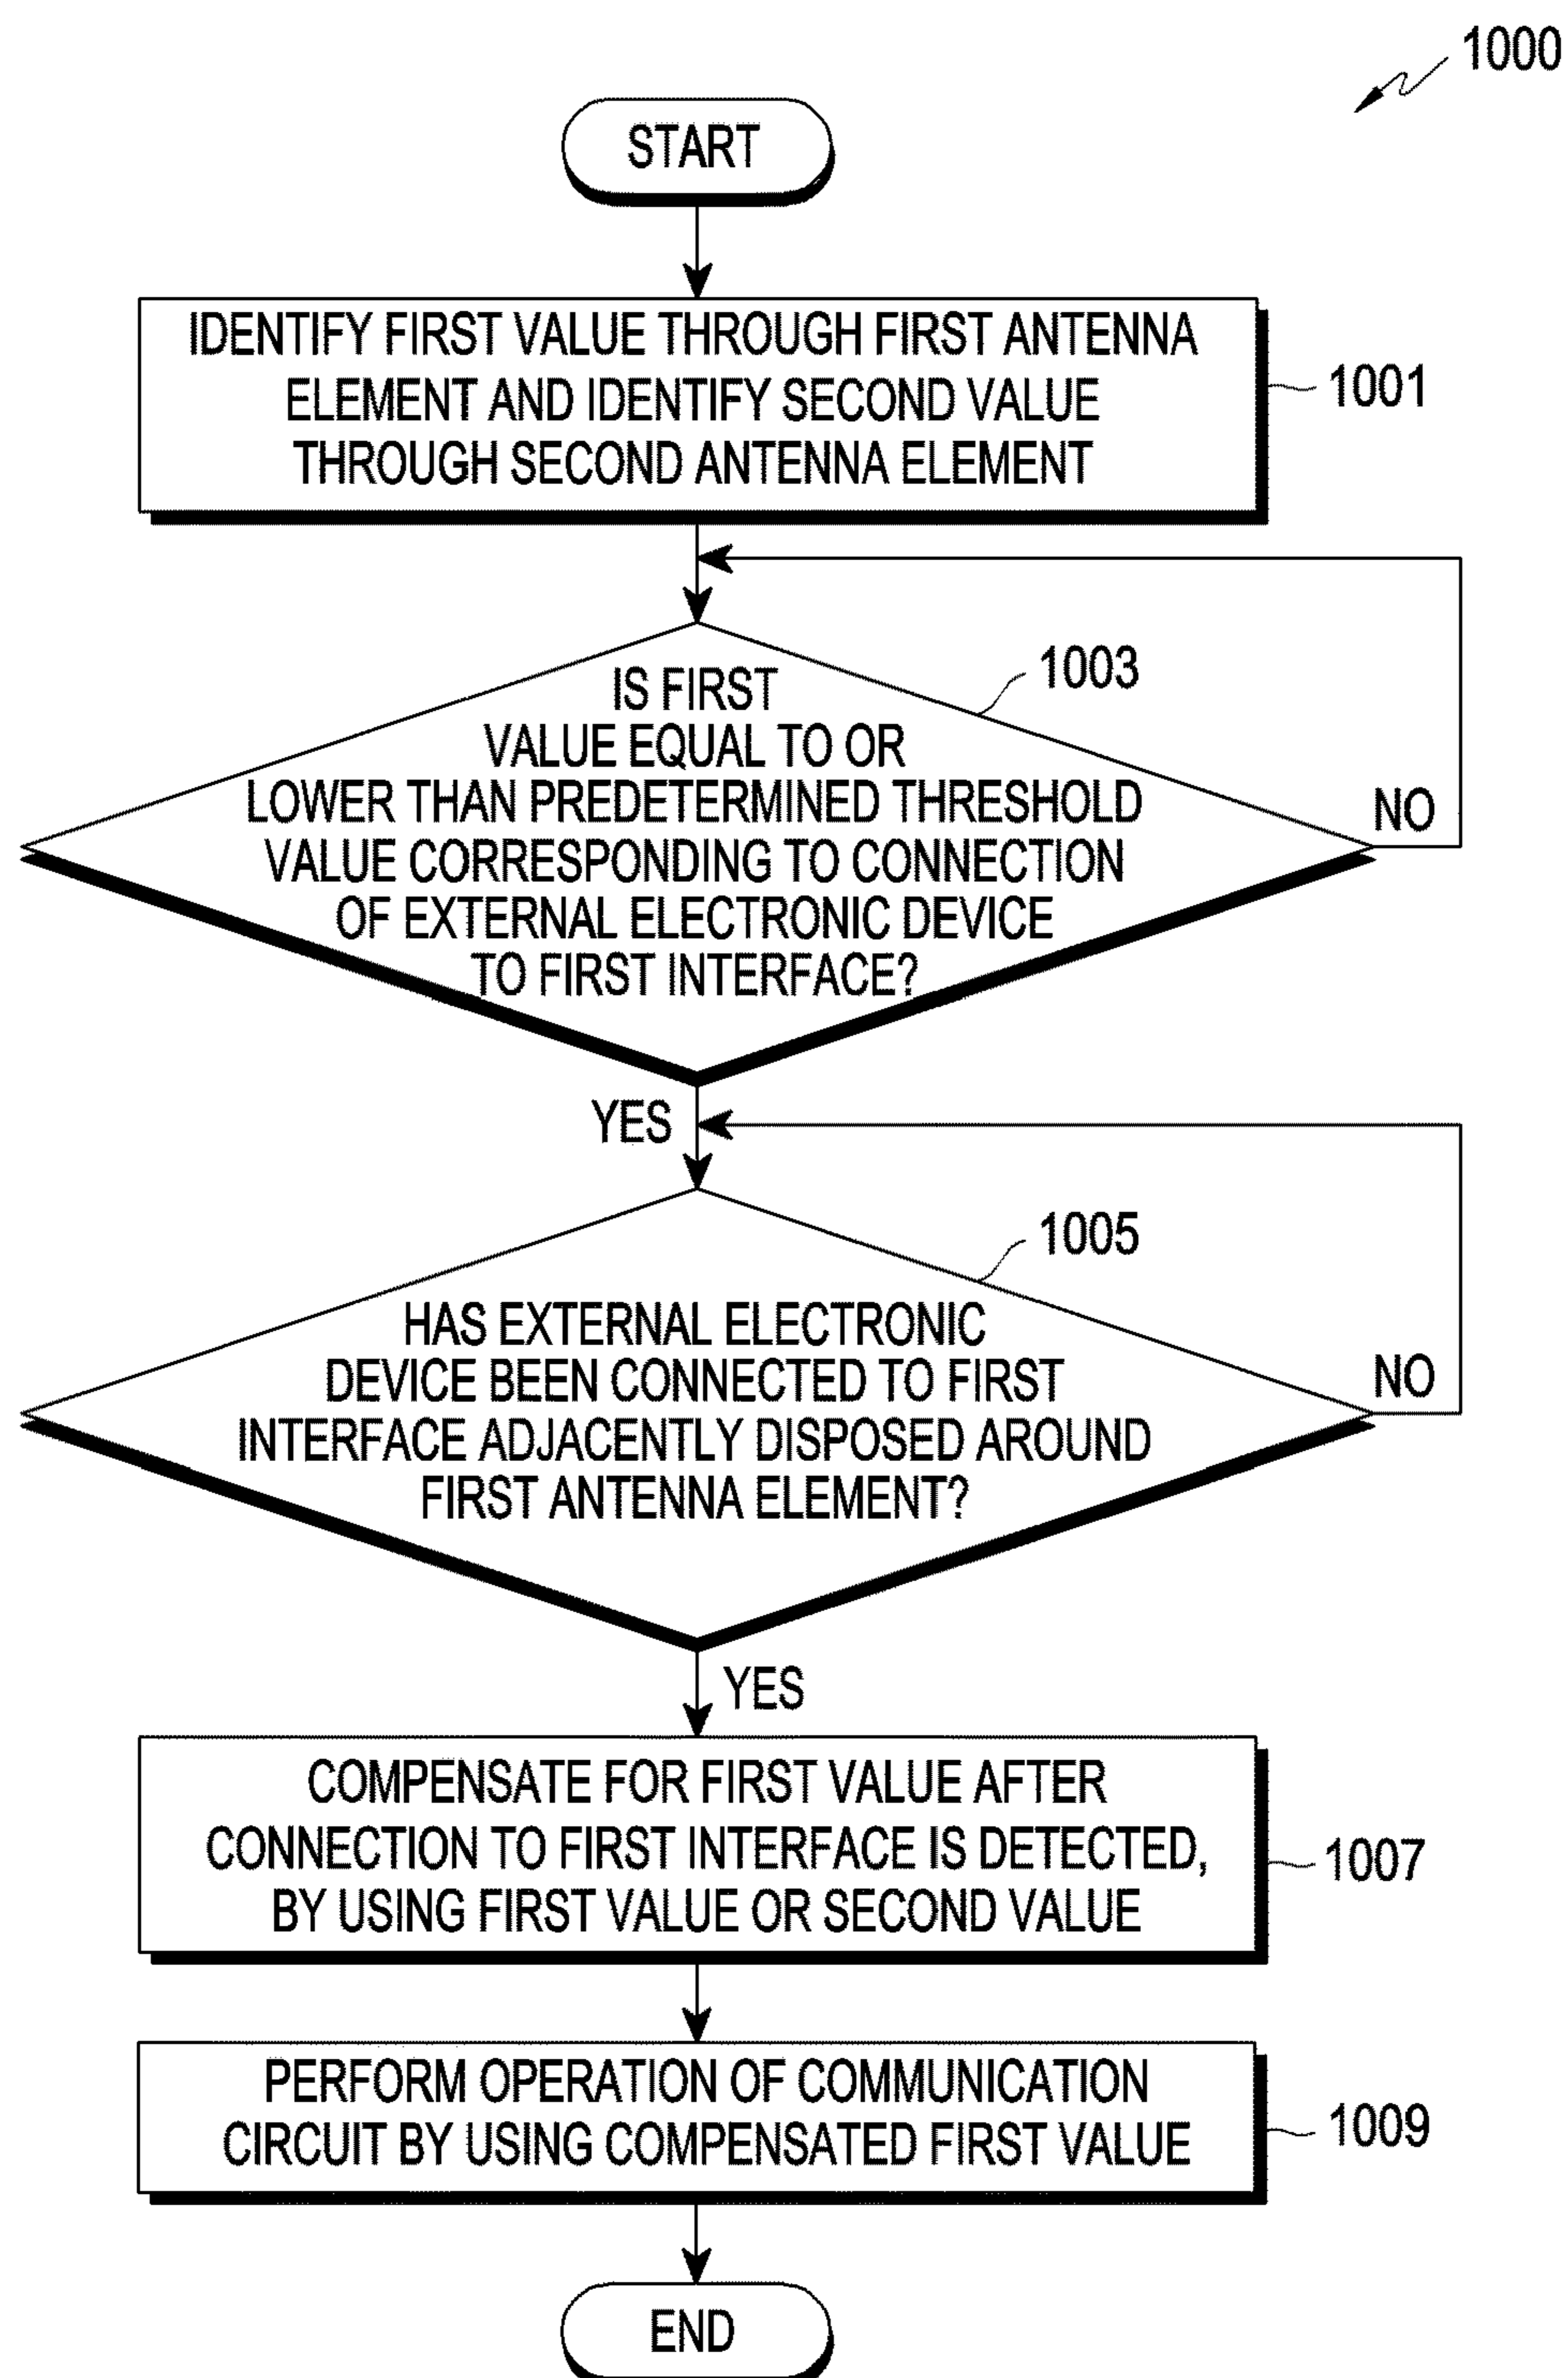 1000
START
IDENTIFY FIRST VALUE THROUGH FIRST ANTENNA
ELEMENT AND IDENTIFY SECOND VALUE
THROUGH SECOND ANTENNA ELEMENT
1001
1003
IS FIRST
VALUE EQUAL TO OR
LOWER THAN PREDETERMINED THRESHOLD
VALUE CORRESPONDING TO CONNECTION
OF EXTERNAL ELECTRONIC DEVICE
TO FIRST INTERFACE?
NO
YES
1005
HAS EXTERNAL ELECTRONIC
DEVICE BEEN CONNECTED TO FIRST
INTERFACE ADJACENTLY DISPOSED AROUND
FIRST ANTENNA ELEMENT?
NO
YES
COMPENSATE FOR FIRST VALUE AFTER
CONNECTION TO FIRST INTERFACE IS DETECTED,
BY USING FIRST VALUE OR SECOND VALUE
1007
PERFORM OPERATION OF COMMUNICATION
CIRCUIT BY USING COMPENSATED FIRST VALUE
1009
END